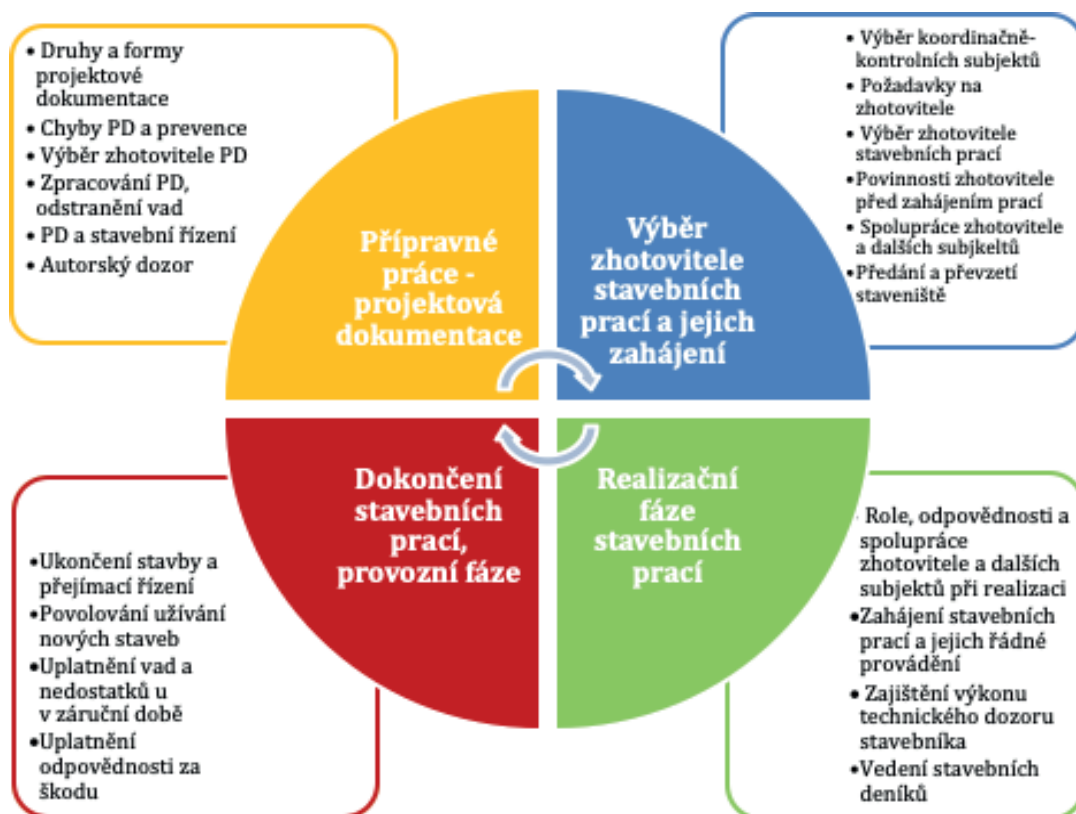 • Druhy a formy
projektové
dokumentace
• Chyby PD a prevence
• Výběr zhotovitele PD
• Zpracování PD,
odstranění vad
• PD a stavební řízení
• Autorský dozor
Přípravné
práce -
projektová
dokumentace
Výběr
zhotovitele
stavebních
prací a jejich
zahájení
• Výběr koordinačně-
kontrolních subjektů
• Požadavky na
zhotovitele
• Výběr zhotovitele
stavebních prací
•Povinnosti zhotovitele
před zahájením prací
• Spolupráce zhotovitele
a dalších subjkeltů
•Předání a převzetí
staveniště
•Ukončení stavby a
přejímací řízení
•Povolování užívání
nových staveb
•Uplatnění vad a
nedostatků u
v záruční době
•Uplatnění
odpovědnosti za
škodu
Dokončení
stavebních
prací,
provozní fáze
Realizační
fáze
stavebních
prací
· Role, odpovědnosti a
spolupráce
zhotovitele a dalších
subjektů při realizaci
•Zahájení stavebních
prací a jejich řádné
provádění
• Zajištění výkonu
technického dozoru
stavebníka
•Vedení stavebních
deníků